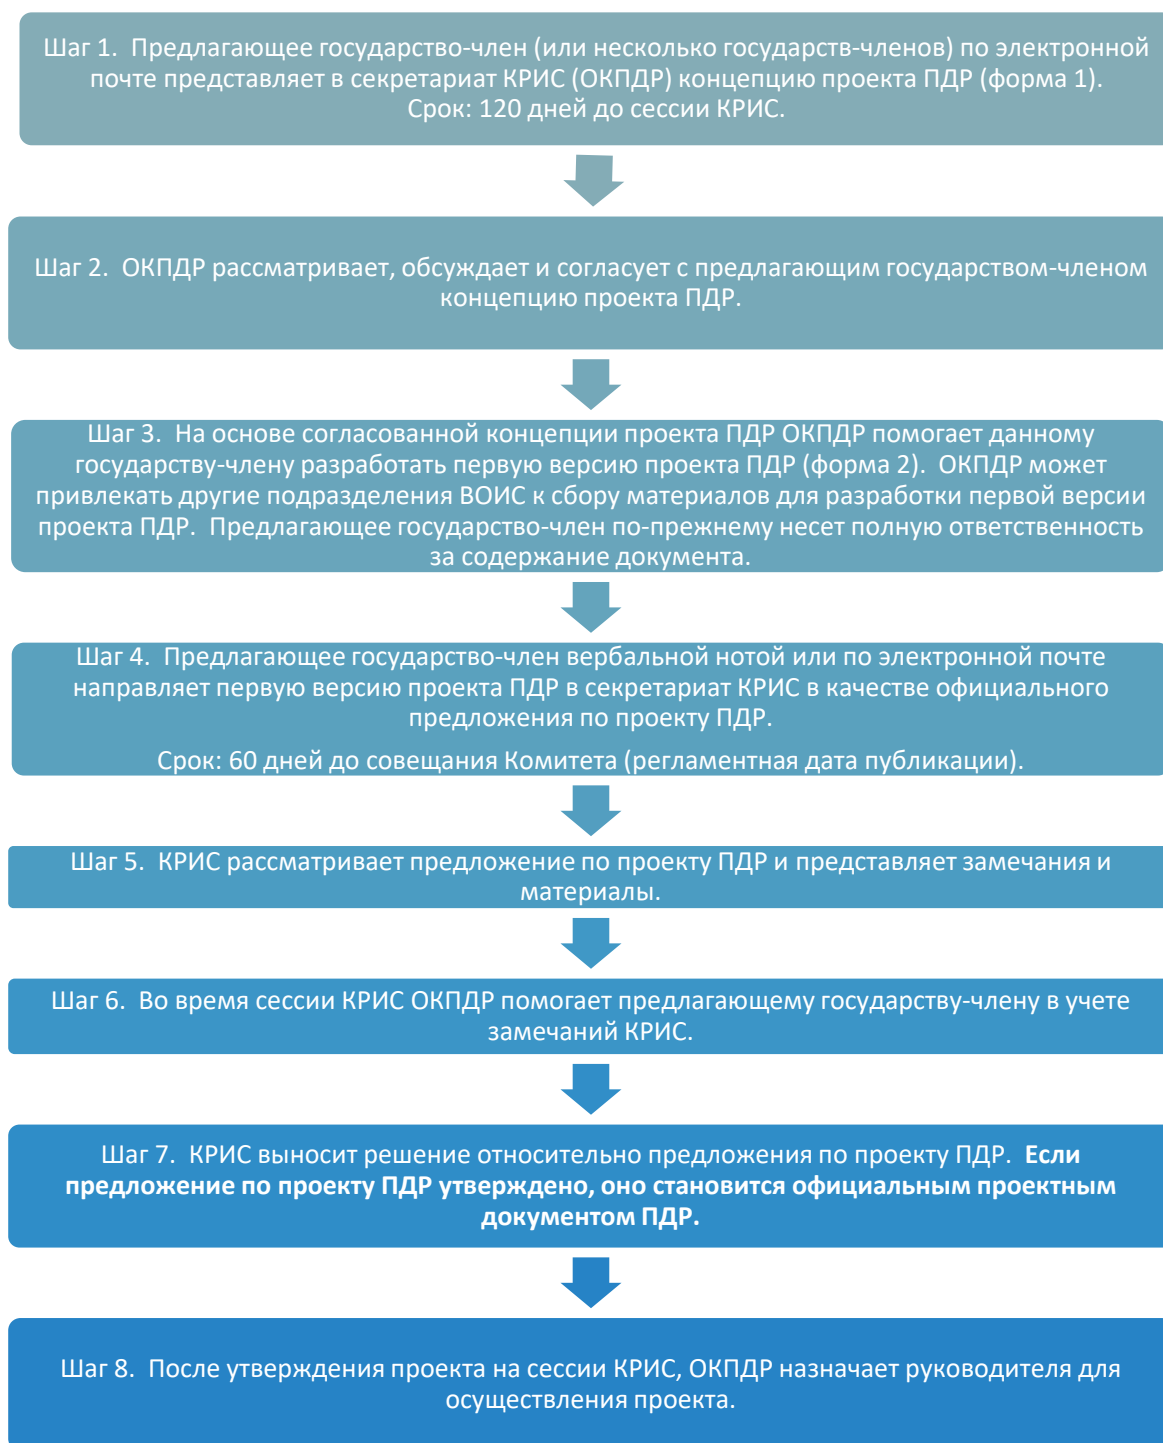 Шаг 1.  Предлагающее государство-член (или несколько государств-членов) по электронной
почте представляет в секретариат КРИС (ОКПДР) концепцию проекта ПДР (форма 1).
Срок: 120 дней до сессии КРИС.
Шаг 2.  ОКПДР рассматривает, обсуждает и согласует с предлагающим государством-членом
концепцию проекта ПДР.
Шаг 3.  На основе согласованной концепции проекта ПДР ОКПДР помогает данному
государству-члену разработать первую версию проекта ПДР (форма 2).  ОКПДР может
привлекать другие подразделения ВОИС к сбору материалов для разработки первой версии
проекта ПДР.  Предлагающее государство-член по-прежнему несет полную ответственность
за содержание документа.
Шаг 4.  Предлагающее государство-член вербальной нотой или по электронной почте
направляет первую версию проекта ПДР в секретариат КРИС в качестве официального
предложения по проекту ПДР.
Срок: 60 дней до совещания Комитета (регламентная дата публикации).
Шаг 5.  КРИС рассматривает предложение по проекту ПДР и представляет замечания и
материалы.
Шаг 6.  Во время сессии КРИС ОКПДР помогает предлагающему государству-члену в учете
замечаний КРИС.
Шаг 7.  КРИС выносит решение относительно предложения по проекту ПДР.  Если
предложение по проекту ПДР утверждено, оно становится официальным проектным
документом ПДР.
Шаг 8.  После утверждения проекта на сессии КРИС, ОКПДР назначает руководителя для
осуществления проекта.